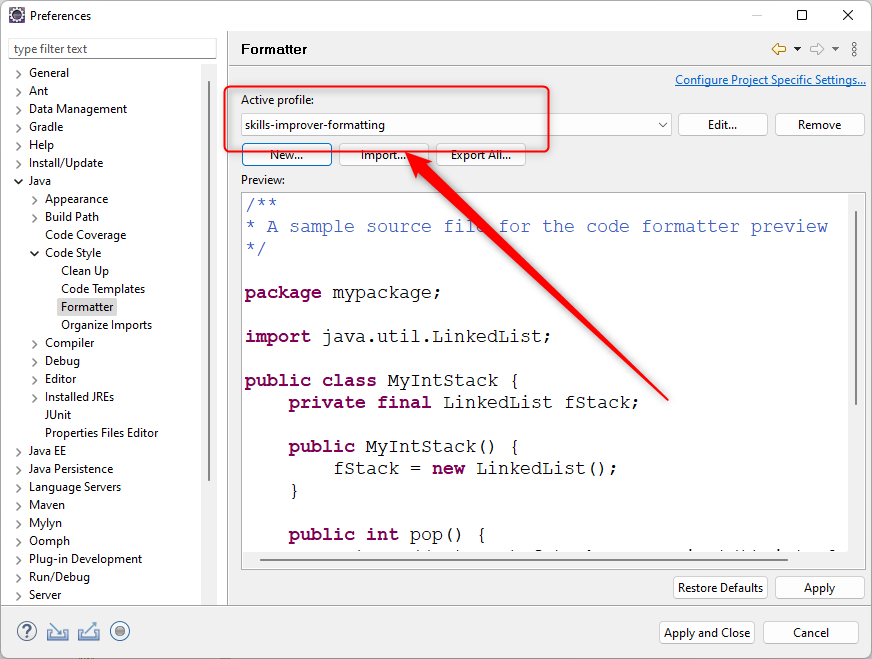 Preferences
type filter text
General
Ant
Data Management
Gradle
Help
Install/Update
Java
Appearance
Build Path
Code Coverage
Code Style
Clean Up
Code Templates
Formatter
Organize Imports
Compiler
Debug
Editor
Installed JREs
JUnit
Properties Files Editor
Java EE
Java Persistence
Language Servers
Maven
Mylyn
Oomph
Plug-in Development
Run/Debug
Server
Formatter
Configure Project Specific Settings...
Active profile:
skills-improver-formatting
Edit...
Remove
New...
Import...
Export All...
Preview:
/**
* A sample source file for the code formatter preview
*/
package mypackage;
import java.util.LinkedList;
public class MyIntStack {
private final LinkedList fStack;
public MyIntStack() {
fStack = new LinkedList();
}
public int pop() {
Restore Defaults
Apply
Apply and Close
Cancel